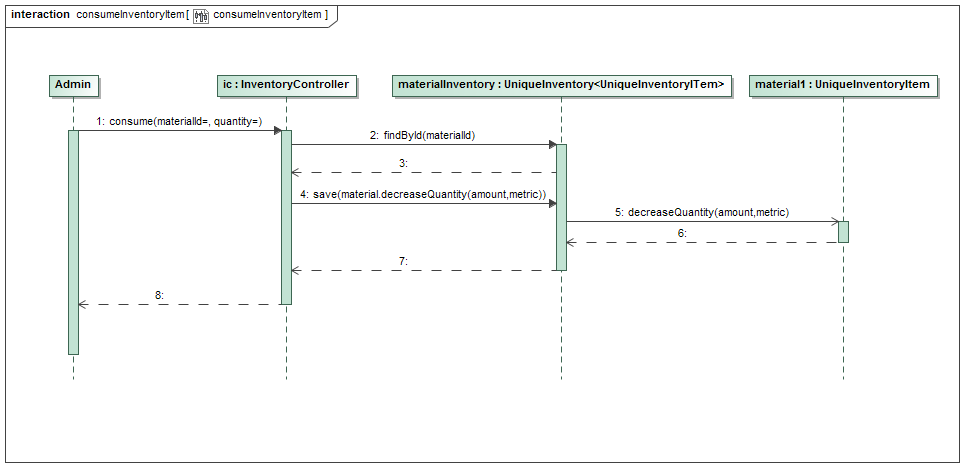 interaction consumeInventoryItem [ consumeInventoryItem ]
Admin
ic : InventoryController
materialInventory : UniqueInventory<UniqueInventoryITem>
material1 : UniqueInventoryItem
1: consume(materialId=, quantity=)
2: findById(materialId)
3:
4: save(material.decreaseQuantity(amount,metric))
5: decreaseQuantity(amount,metric)
6:
7:
8: